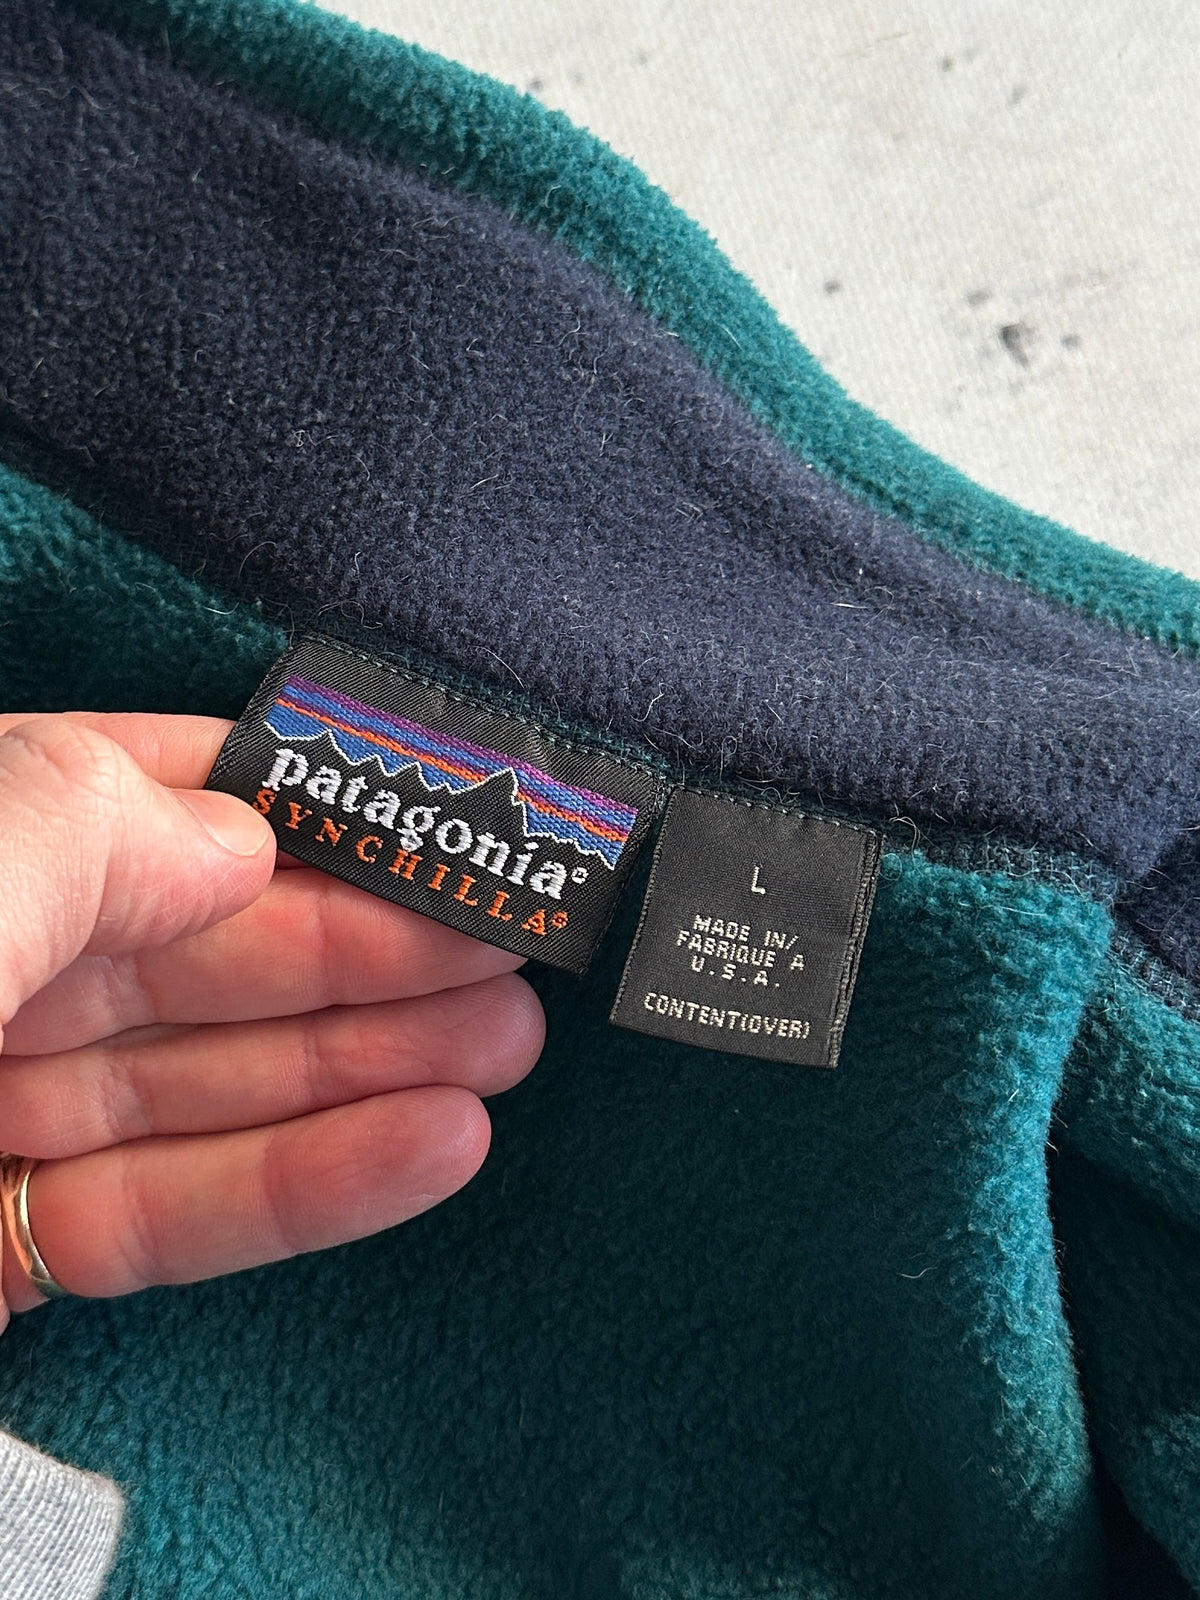 patagonia®
SYNCHILLA®
L
MADE IN/
FABRIQUE A
U.S.A.
CONTENT(OVER)